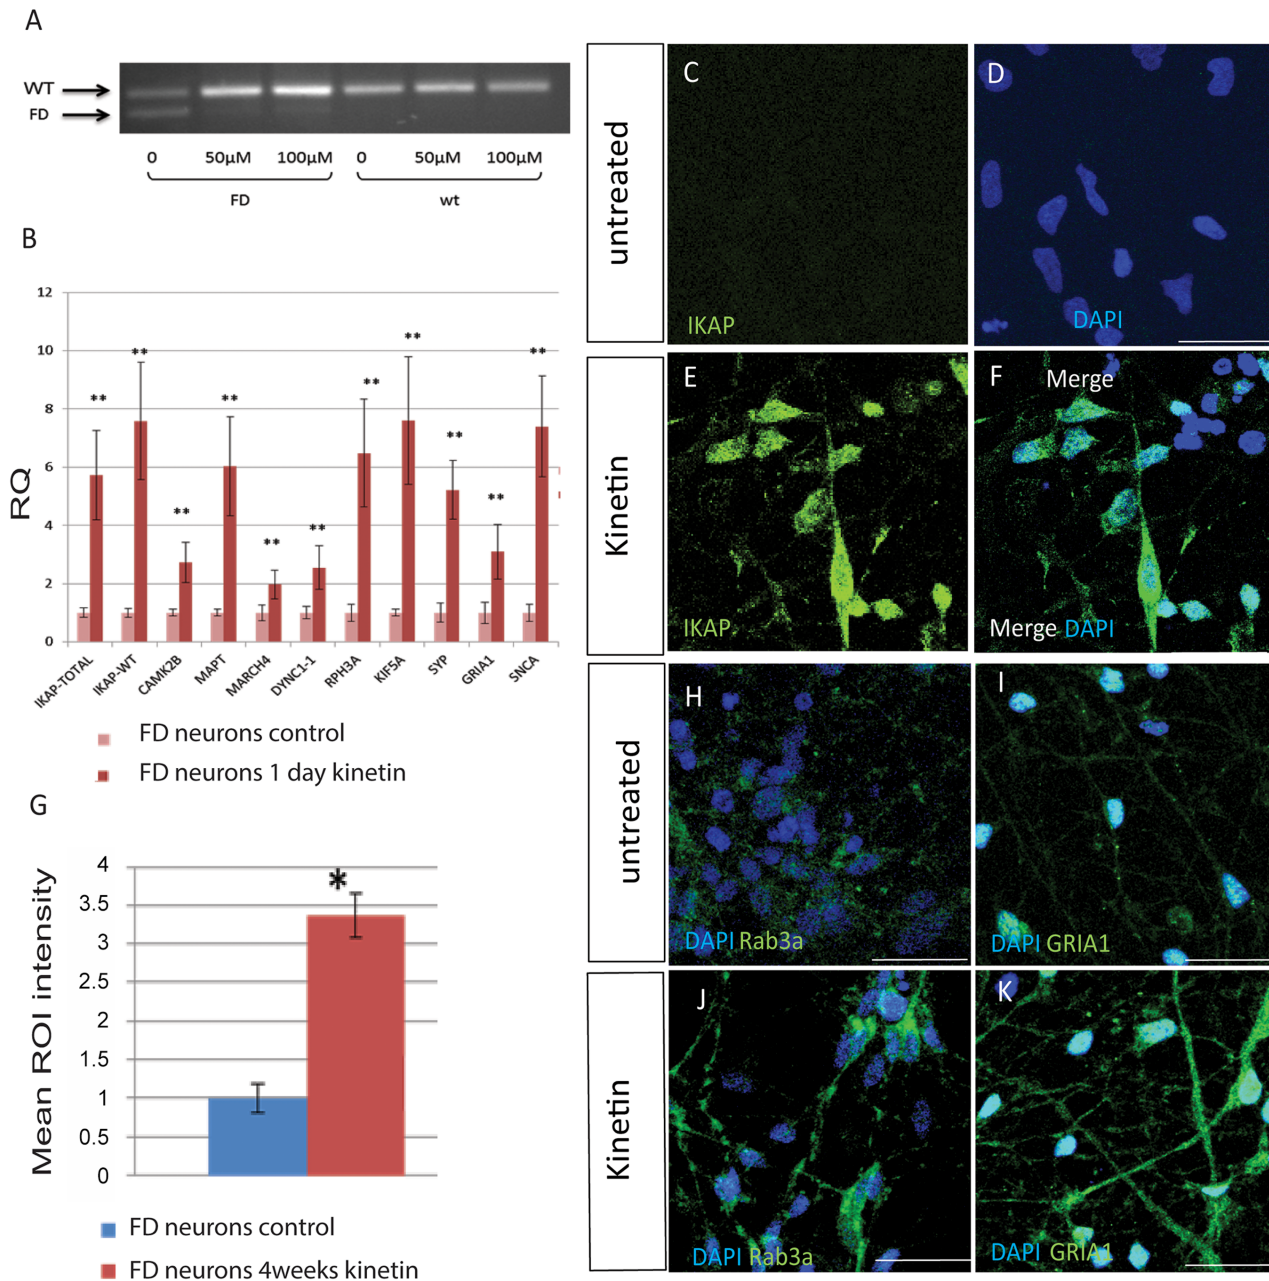 A
WT
FD
0 50µM 100µM 0 50µM 100µM
FD wt
B
12
10
8
6
4
2
0
RQ
** ** ** ** ** ** ** ** ** ** **
IKAP-TOTAL IKAP-WT CAMK2B MAPT MARCH4 DYNC1-1 RPH3A KIF5A SYP GRIA1 SNCA
FD neurons control
FD neurons 1 day kinetin
G
4
3.5
3
2.5
2
1.5
1
0.5
0
Mean ROI intensity
*
FD neurons control
FD neurons 4weeks kinetin
untreated
C
IKAP
D
DAPI
Kinetin
E
IKAP
F
Merge
Merge DAPI
untreated
H
DAPI Rab3a
I
DAPI GRIA1
Kinetin
J
DAPI Rab3a
K
DAPI GRIA1